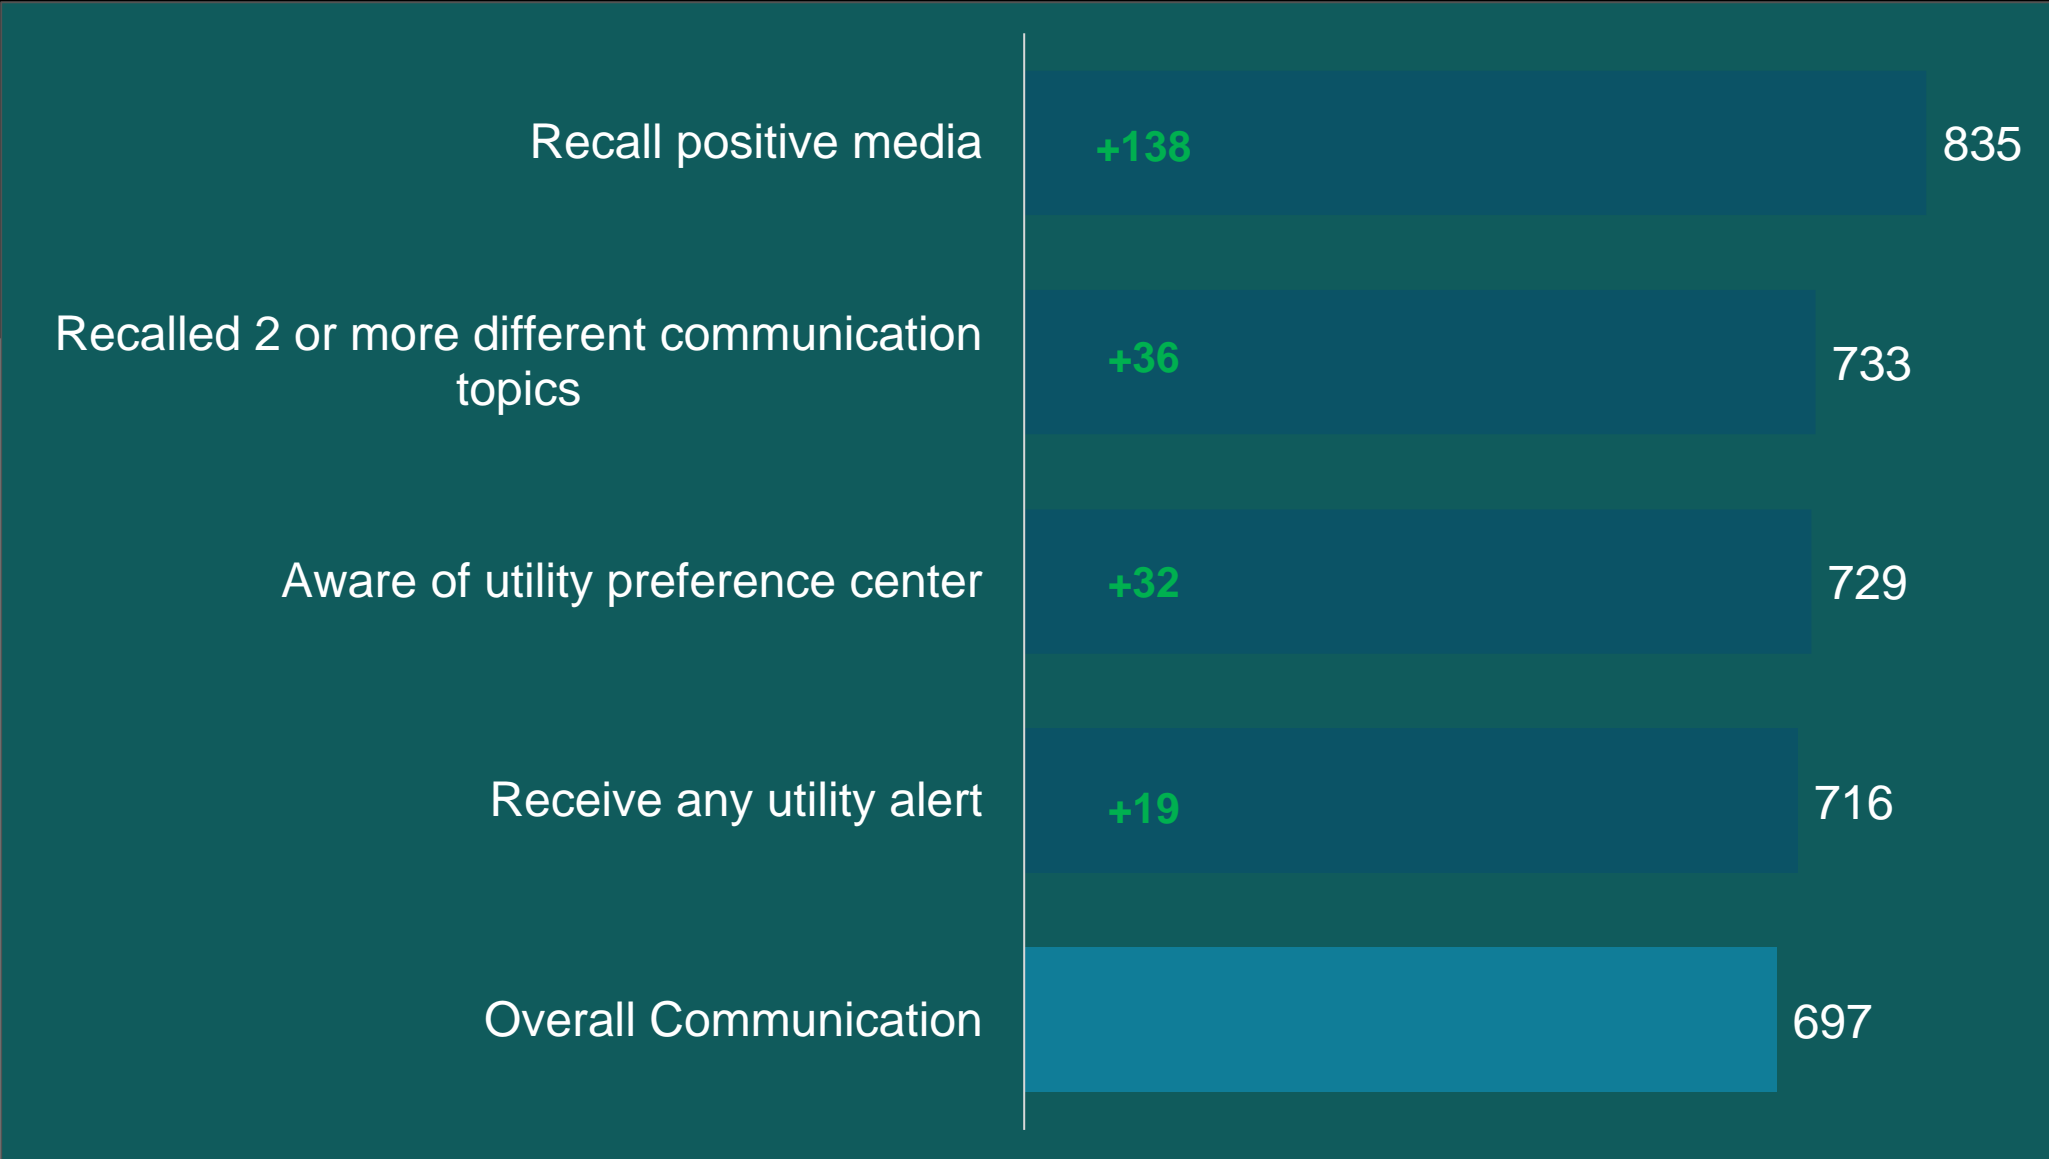 Recall positive media
+138
835
Recalled 2 or more different communication
topics
+36
733
Aware of utility preference center
+32
729
Receive any utility alert
+19
716
Overall Communication
697